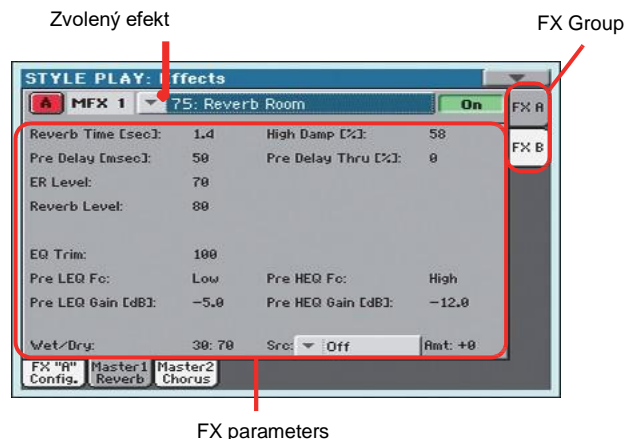 Zvolený efekt
FX Group
STYLE PLAY: Effects
A MFX 1 75: Reverb Room On FX A
Reverb Time [sec]: 1.4 High Damp [%]: 58
FX B
Pre Delay [msec]: 50 Pre Delay Thru [%]: 0
ER Level: 70
Reverb Level: 80
EQ Trim: 100
Pre LEQ Fc: Low Pre HEQ Fc: High
Pre LEQ Gain [dB]: -5.0 Pre HEQ Gain [dB]: -12.0
Wet/Dry: 30: 70 Src: Off Amt: +0
FX "A" Master1 Master2
Config. Reverb Chorus
FX parameters